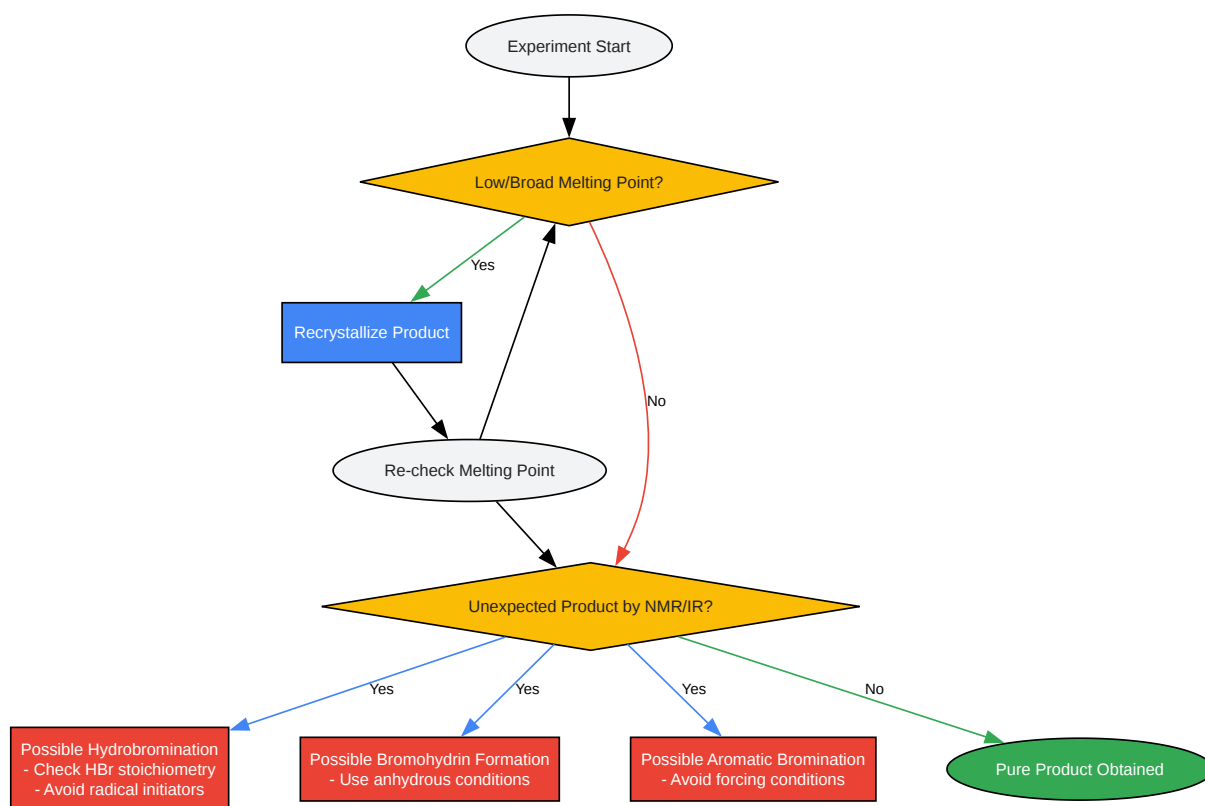 Experiment Start
Low/Broad Melting Point?
Yes
Recrystallize Product
No
Re-check Melting Point
Unexpected Product by NMR/IR?
Yes
Yes
Yes
No
Possible Hydrobromination
- Check HBr stoichiometry
- Avoid radical initiators
Possible Bromohydrin Formation
- Use anhydrous conditions
Possible Aromatic Bromination
- Avoid forcing conditions
Pure Product Obtained